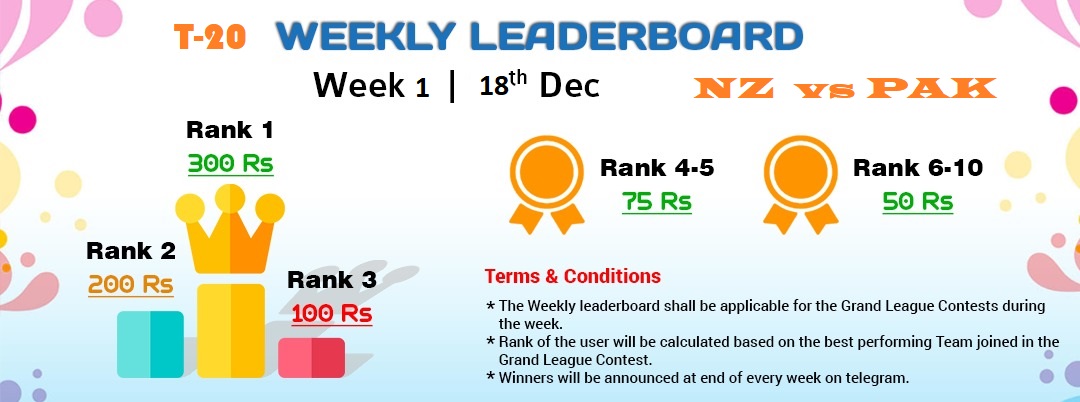 T-20 WEEKLY LEADERBOARD
Week 1 | 18th Dec
NZ vs PAK
Rank 1
300 Rs
Rank 2
200 Rs
Rank 3
100 Rs
Rank 4-5
75 Rs
Rank 6-10
50 Rs
Terms & Conditions
* The Weekly leaderboard shall be applicable for the Grand League Contests during
the week.
* Rank of the user will be calculated based on the best performing Team joined in the
Grand League Contest.
* Winners will be announced at end of every week on telegram.